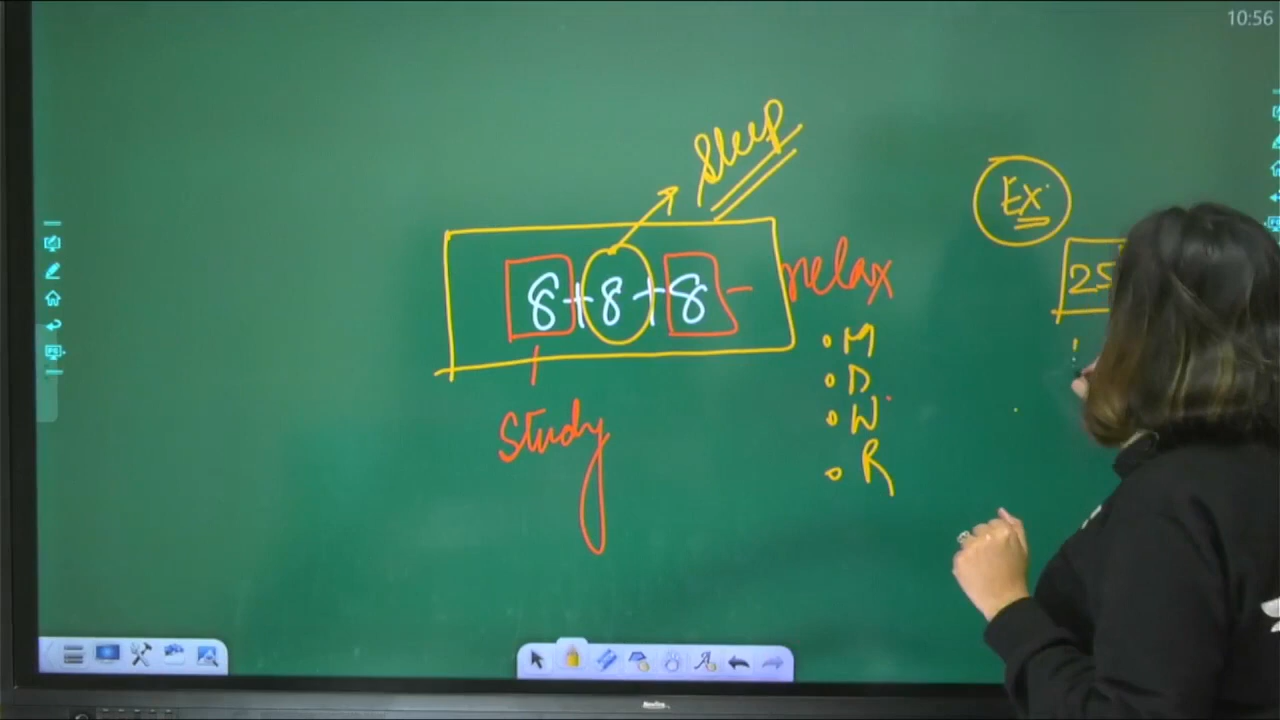 10:56
Sleep
Ex.
8+8+8 - relax
25
• M
• D
• W
• R
Study